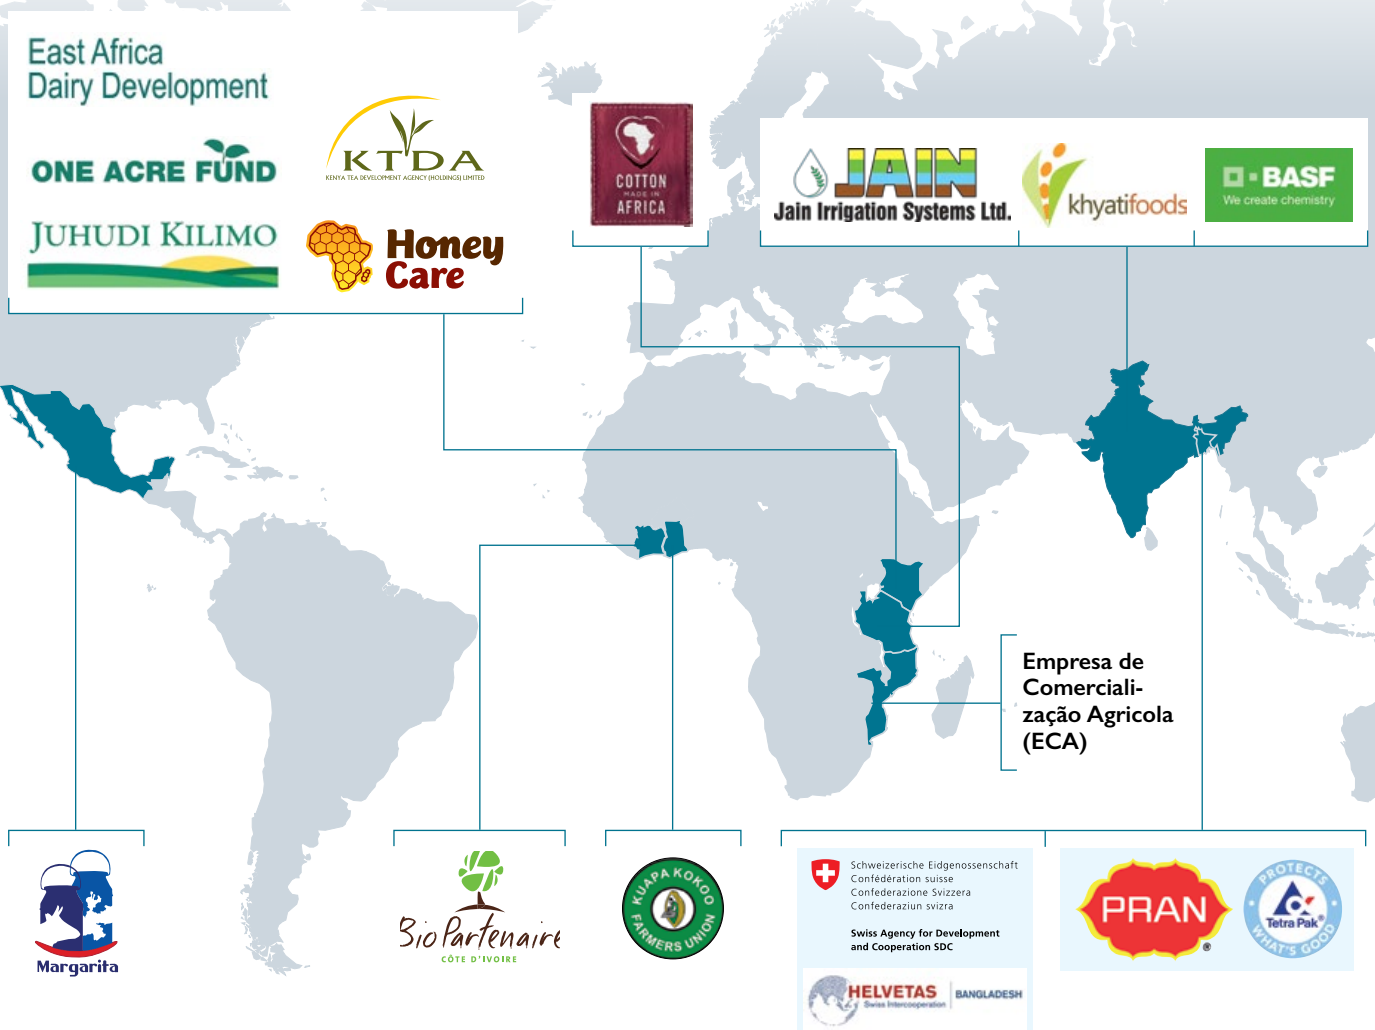 East Africa
Dairy Development
ONE ACRE FUND
JUHUDI KILIMO
KTDA
KENYA TEA DEVELOPMENT AGENCY (HOLDINGS) LIMITED
Honey
Care
COTTON
MADE IN
AFRICA
JAIN
Jain Irrigation Systems Ltd.
khyatifoods
BASF
We create chemistry
Empresa de
Comerciali-
zação Agricola
(ECA)
Margarita
BioPartenaire
CÔTE D'IVOIRE
KUAPA KOKOO
FARMERS UNION
Schweizerische Eidgenossenschaft
Confédération suisse
Confederazione Svizzera
Confederaziun svizra
Swiss Agency for Development
and Cooperation SDC
HELVETAS
Swiss Intercooperation
BANGLADESH
PRAN
PROTECTS
Tetra Pak
WHAT'S GOOD